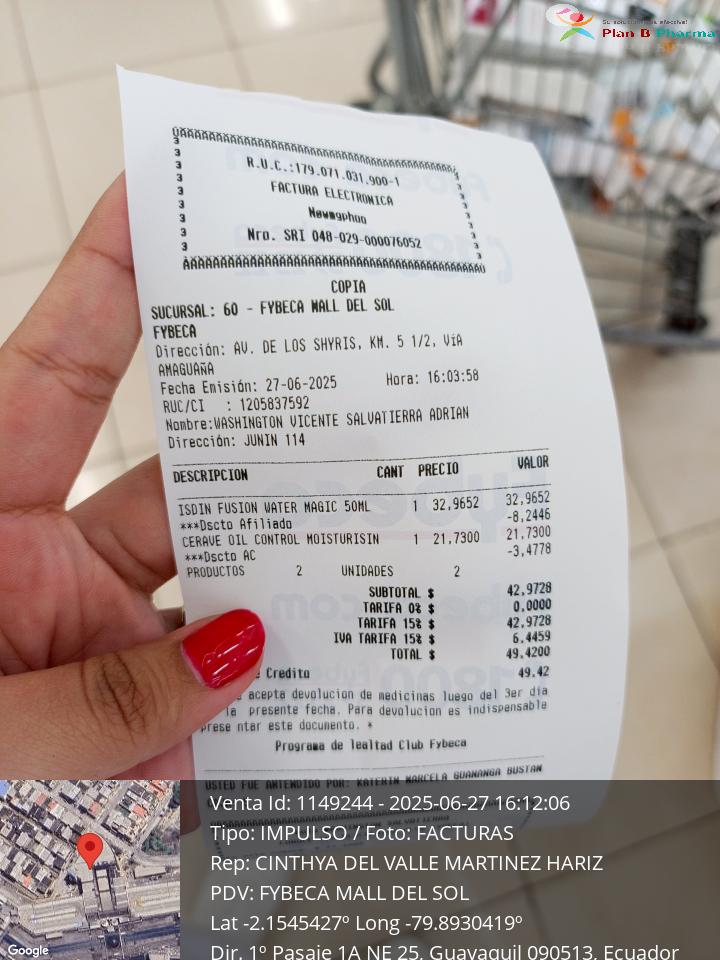 Su solución más efectiva!
Plan B Pharma
R.U.C.:179.071.031.900-1
FACTURA ELECTRONICA
Nro. SRI 048-029-000076052
COPIA
SUCURSAL: 60 - FYBECA MALL DEL SOL
FYBECA
Dirección: AV. DE LOS SHYRIS, KM. 5 1/2, Vía
AMAGUAñA
Fecha Emisión: 27-06-2025 Hora: 16:03:58
RUC/CI : 1205837592
Nombre:WASHINGTON VICENTE SALVATIERRA ADRIAN
Dirección: JUNIN 114
DESCRIPCION CANT PRECIO VALOR
ISDIN FUSION WATER MAGIC 50ML 1 32,9652 32,9652
***Dscto Afiliado -8,2446
CERAVE OIL CONTROL MOISTURISIN 1 21,7300 21,7300
***Dscto AC -3,4778
PRODUCTOS 2 UNIDADES 2
SUBTOTAL $ 42,9728
TARIFA 0% $ 0.0000
TARIFA 15% $ 42,9728
IVA TARIFA 15% $ 6.4459
TOTAL $ 49.4200
Credito 49.42
acepta devolucion de medicinas luego del 3er dia
la presente fecha. Para devolucion es indispensable
prese ntar este documento. *
Programa de lealtad Club Fybeca
USTED FUE ANTENDIDO POR: KATERIN MARCELA GUANANGA BUSTAN
Venta Id: 1149244 - 2025-06-27 16:12:06
Tipo: IMPULSO / Foto: FACTURAS
Rep: CINTHYA DEL VALLE MARTINEZ HARIZ
PDV: FYBECA MALL DEL SOL
Lat -2.1545427º Long -79.8930419º
Dir. 1º Pasaje 1A NE 25, Guayaquil 090513, Ecuador
Google